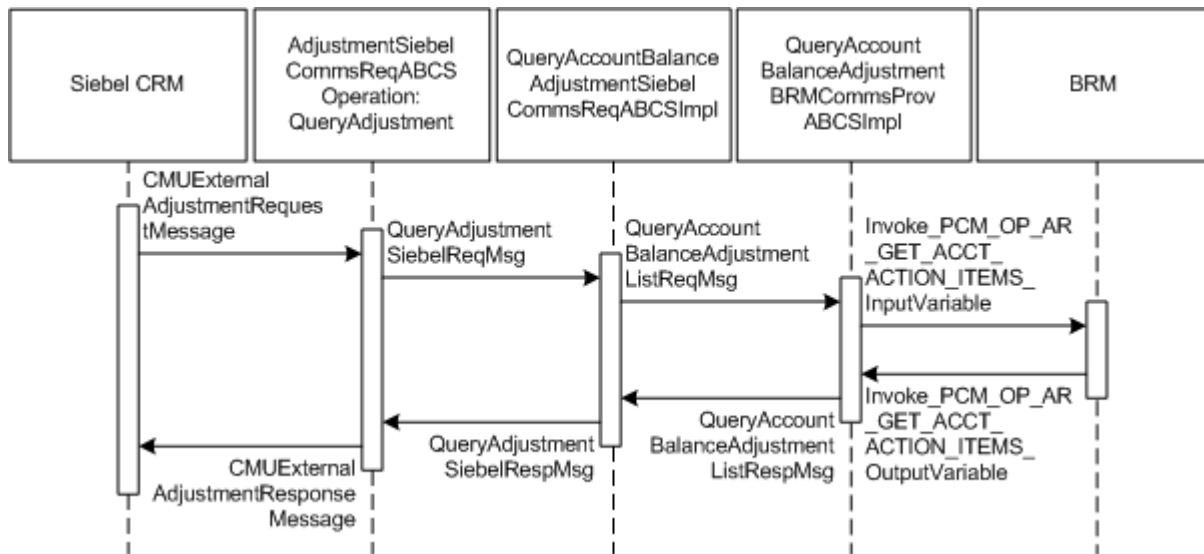 Siebel CRM
AdjustmentSiebel
CommsReqABCS
Operation:
QueryAdjustment
QueryAccountBalance
AdjustmentSiebel
CommsReqABCSImpl
QueryAccount
BalanceAdjustment
BRMCommsProv
ABCSImpl
BRM
CMUExternal
AdjustmentReques
tMessage
QueryAdjustment
SiebelReqMsg
QueryAccount
BalanceAdjustment
ListReqMsg
Invoke_PCM_OP_AR
_GET_ACCT_
ACTION_ITEMS_
InputVariable
CMUExternal
AdjustmentResponse
Message
QueryAdjustment
SiebelRespMsg
QueryAccount
BalanceAdjustment
ListRespMsg
Invoke_PCM_OP_AR
_GET_ACCT_
ACTION_ITEMS_
OutputVariable